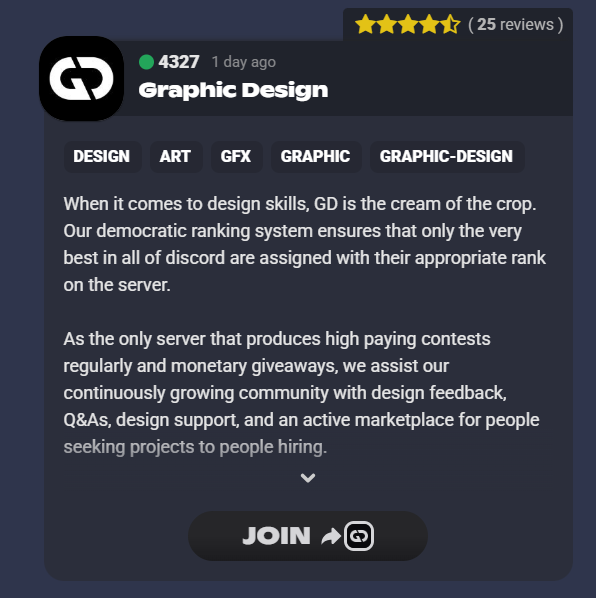 ( 25 reviews )
4327 1 day ago
Graphic Design
DESIGN ART GFX GRAPHIC GRAPHIC-DESIGN
When it comes to design skills, GD is the cream of the crop.
Our democratic ranking system ensures that only the very
best in all of discord are assigned with their appropriate rank
on the server.
As the only server that produces high paying contests
regularly and monetary giveaways, we assist our
continuously growing community with design feedback,
Q&As, design support, and an active marketplace for people
seeking projects to people hiring.
JOIN